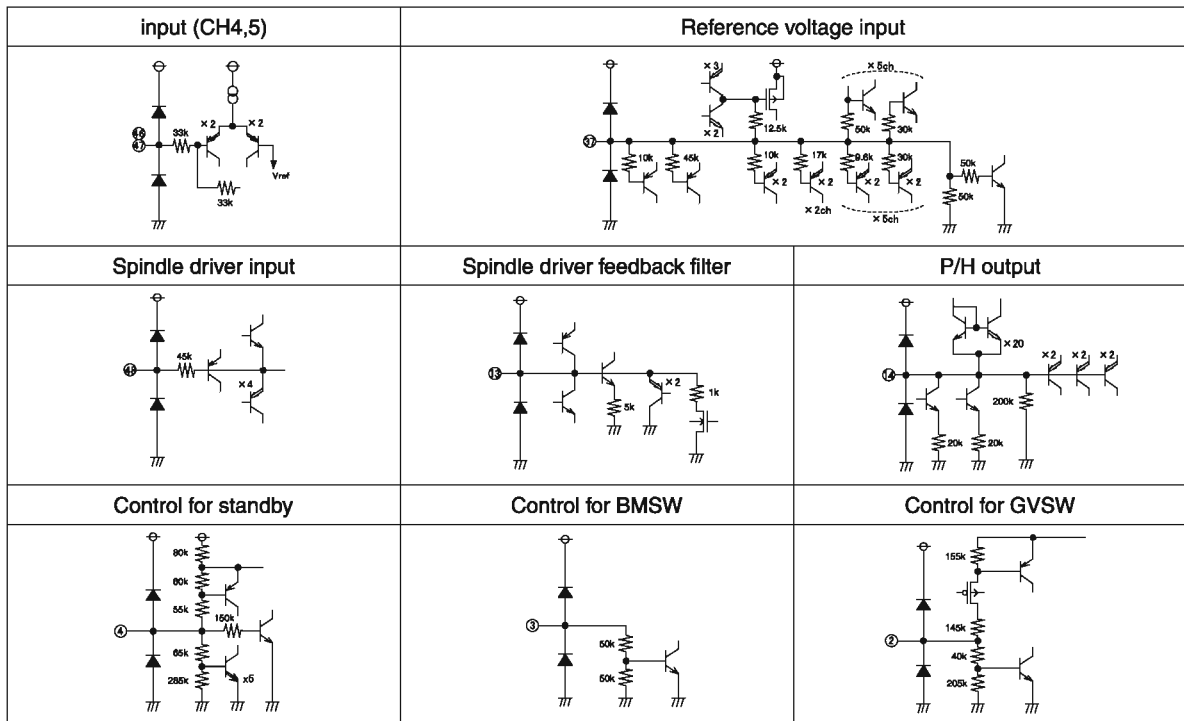 input (CH4,5)
46
47
33k
× 2
× 2
Vref
33k
Reference voltage input
× 3
× 2
12.5k
× 5ch
50k
30k
37
10k
45k
10k
× 2
17k
× 2
9.6k
× 2
30k
× 2
50k
50k
× 2ch
× 5ch
Spindle driver input
48
45k
× 4
Spindle driver feedback filter
13
5k
× 2
1k
P/H output
× 20
× 2
× 2
× 2
14
200k
20k
20k
Control for standby
80k
60k
55k
150k
4
65k
285k
x5
Control for BMSW
3
50k
50k
Control for GVSW
155k
145k
2
40k
205k